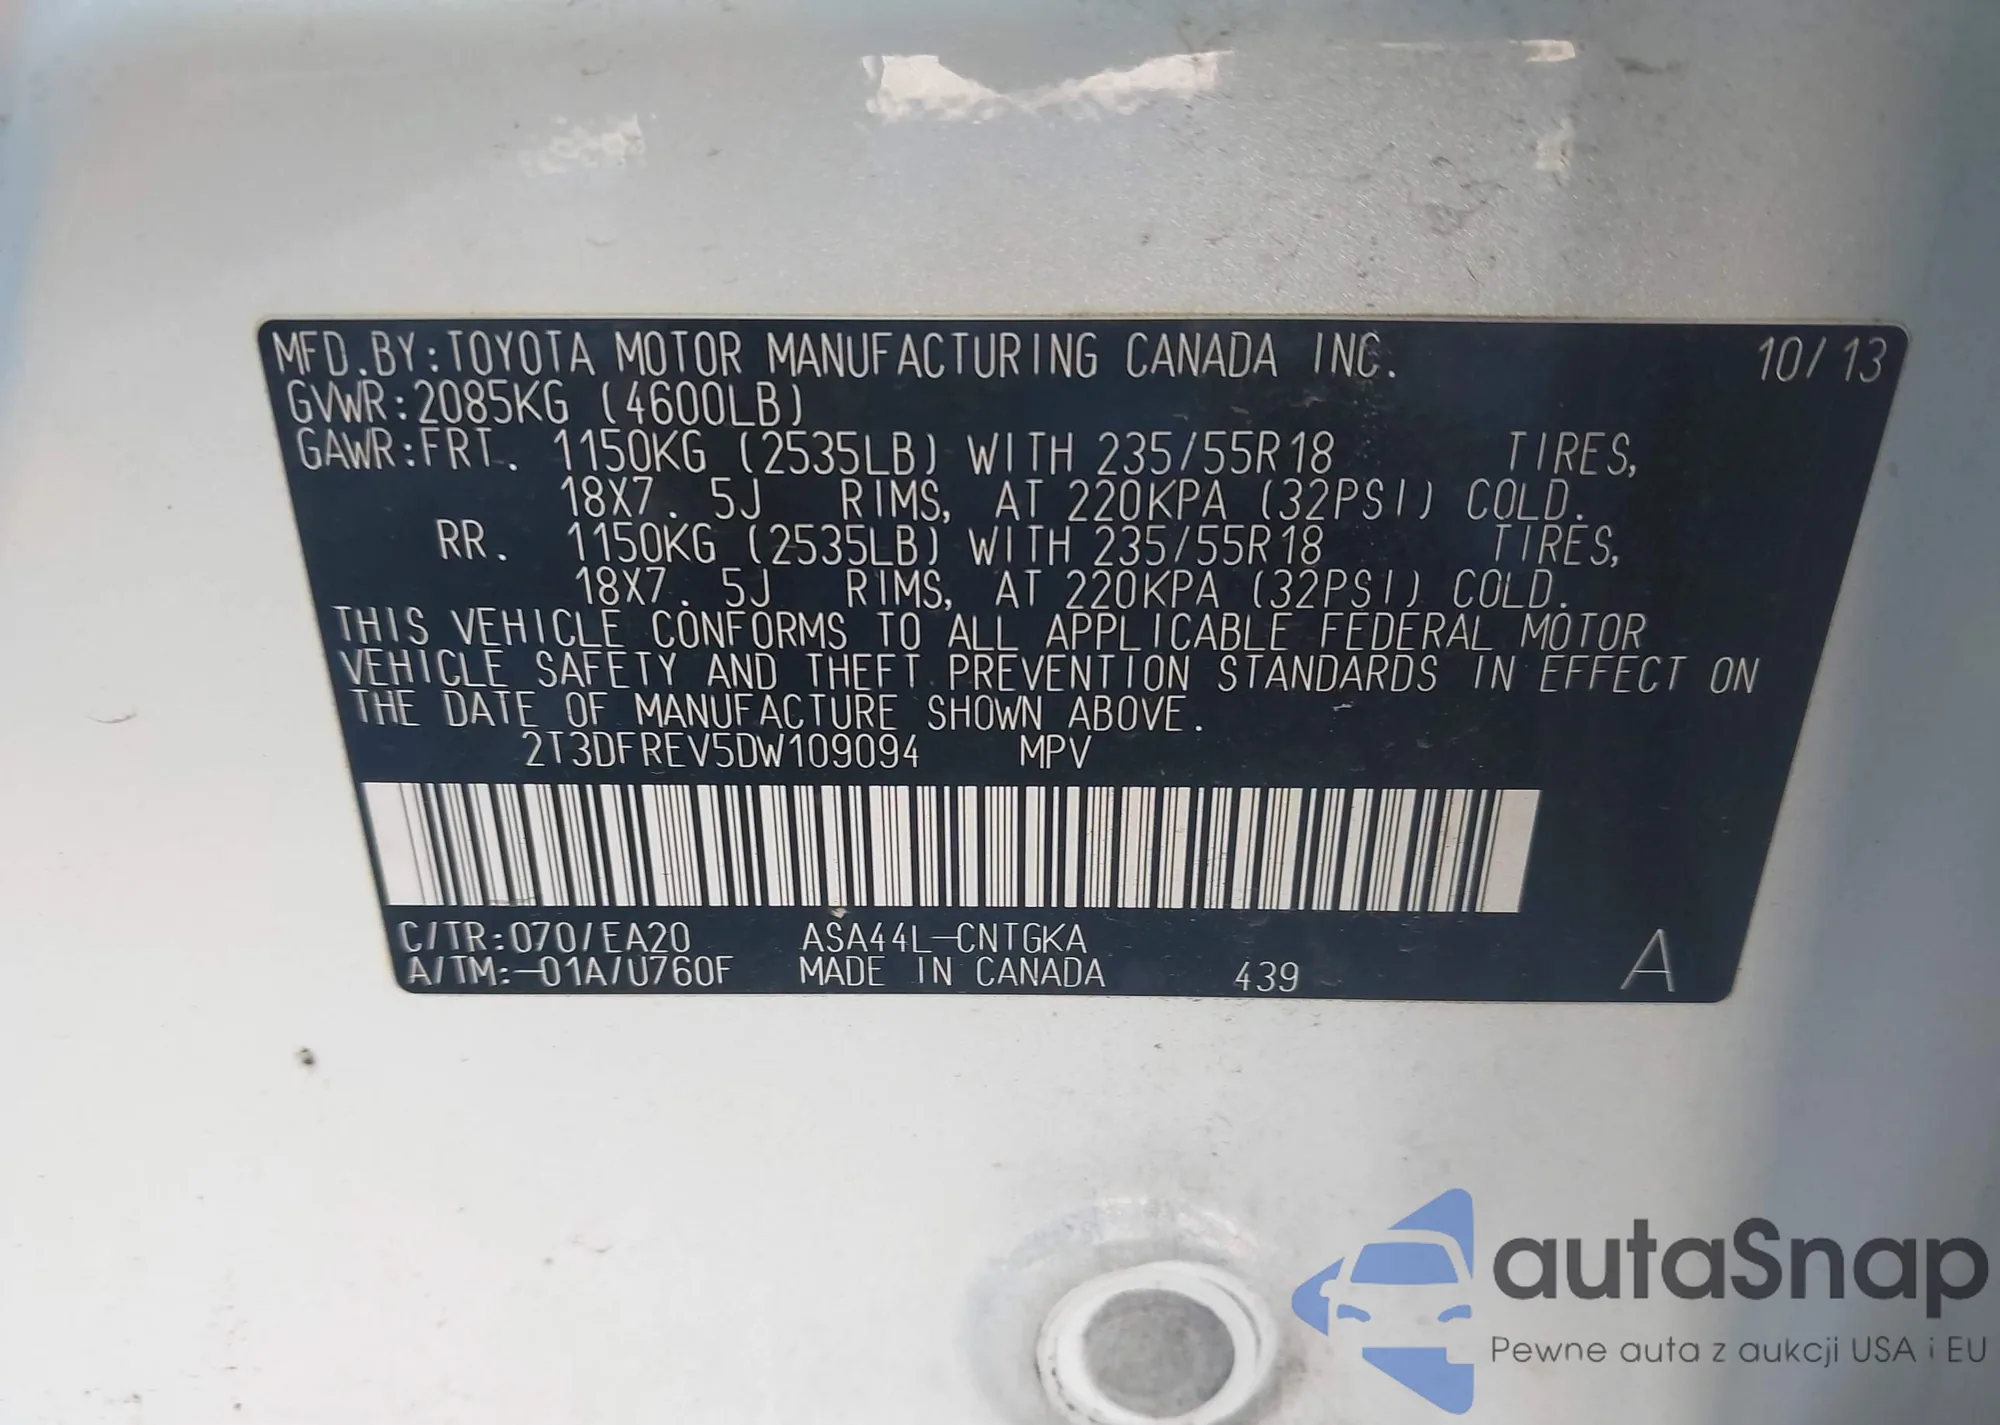 MFD.BY:TOYOTA MOTOR MANUFACTURING CANADA INC. 10/13
GVWR:2085KG (4600LB)
GAWR:FRT. 1150KG (2535LB) WITH 235/55R18 TIRES,
18X7.5J RIMS, AT 220KPA (32PSI) COLD.
RR. 1150KG (2535LB) WITH 235/55R18 TIRES,
18X7.5J RIMS, AT 220KPA (32PSI) COLD.
THIS VEHICLE CONFORMS TO ALL APPLICABLE FEDERAL MOTOR
VEHICLE SAFETY AND THEFT PREVENTION STANDARDS IN EFFECT ON
THE DATE OF MANUFACTURE SHOWN ABOVE.
2T3DFREV5DW109094 MPV
C/TR:070/EA20 ASA44L-CNTGKA
A/TM:-01A/U760F MADE IN CANADA 439 A
autaSnap
Pewne auta z aukcji USA i EU